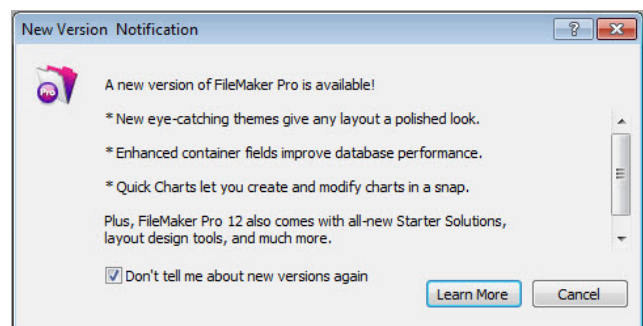 New Version Notification
?
Pro
A new version of FileMaker Pro is available!
* New eye-catching themes give any layout a polished look.
* Enhanced container fields improve database performance.
* Quick Charts let you create and modify charts in a snap.
Plus, FileMaker Pro 12 also comes with all-new Starter Solutions,
layout design tools, and much more.
Don't tell me about new versions again
Learn More Cancel